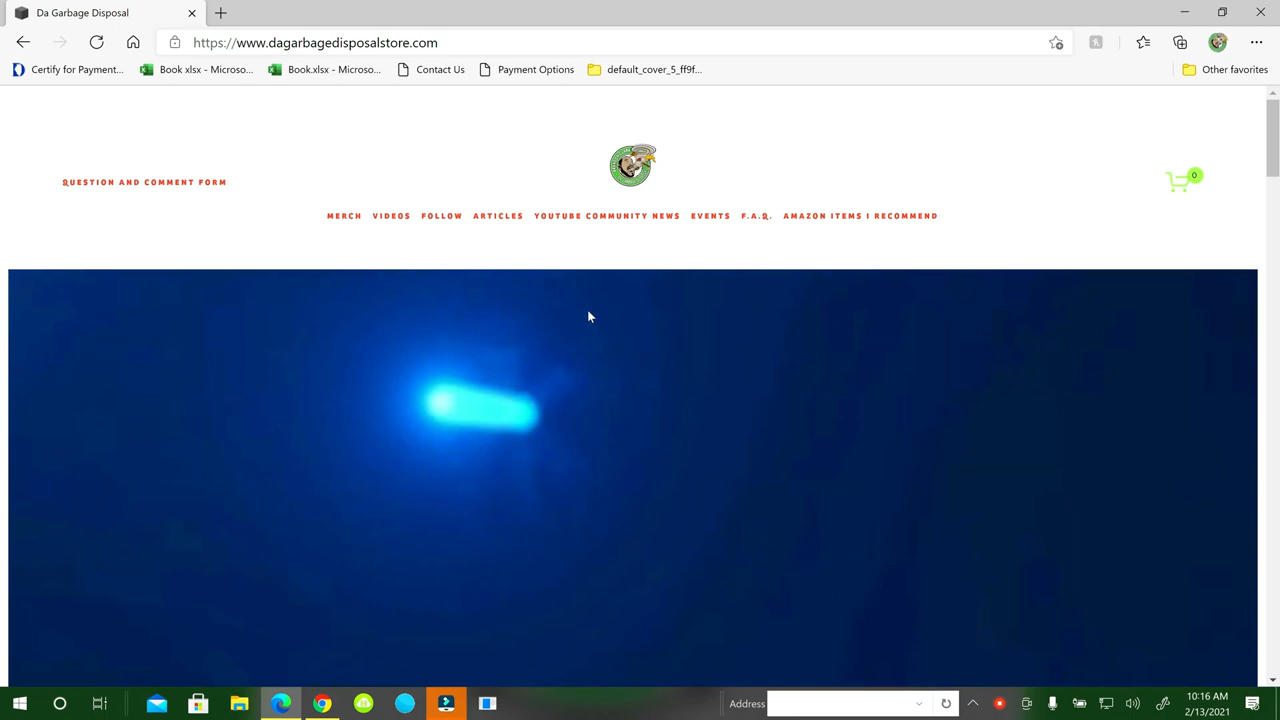 Da Garbage Disposal
https://www.dagarbagedisposalstore.com
Certify for Payment...
Book xlsx - Microso...
Book.xlsx - Microso...
Contact Us
Payment Options
default_cover_5_ff9f...
Other favorites
QUESTION AND COMMENT FORM
0
MERCH VIDEOS FOLLOW ARTICLES YOUTUBE COMMUNITY NEWS EVENTS F.A.Q. AMAZON ITEMS I RECOMMEND
Address
10:16 AM
2/13/2021